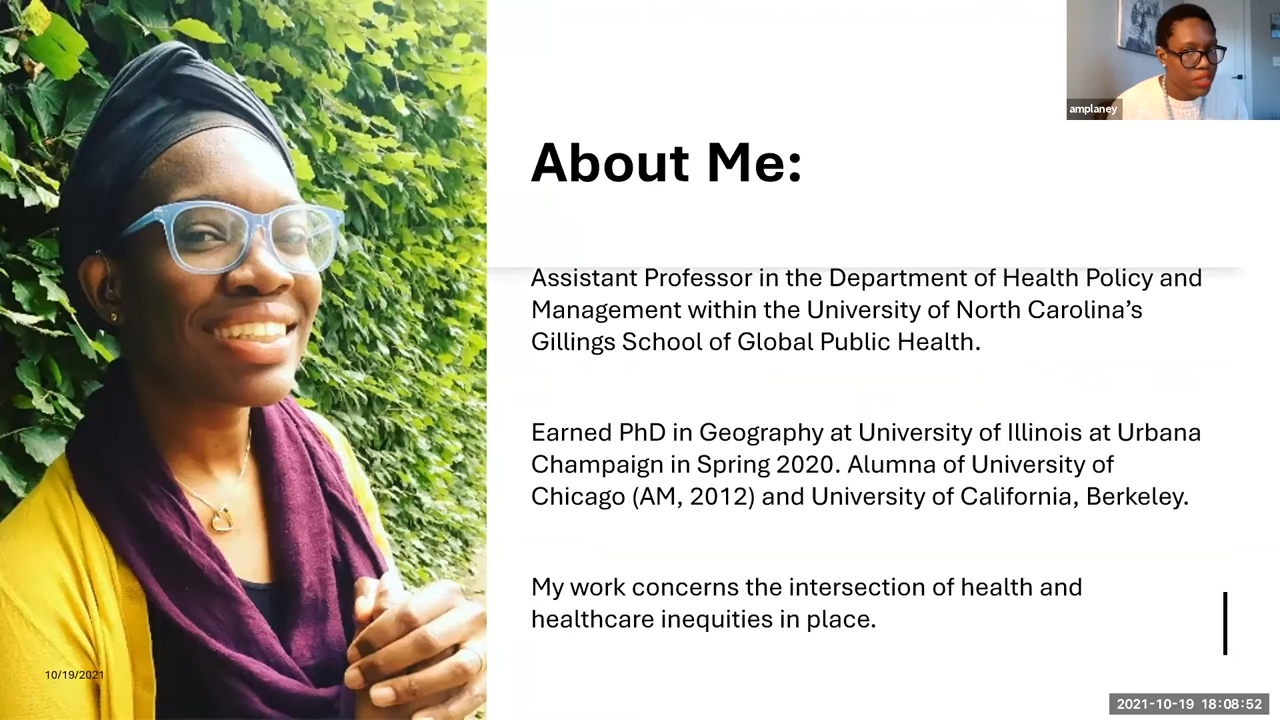 amplaney
About Me:
Assistant Professor in the Department of Health Policy and
Management within the University of North Carolina’s
Gillings School of Global Public Health.
Earned PhD in Geography at University of Illinois at Urbana
Champaign in Spring 2020. Alumna of University of
Chicago (AM, 2012) and University of California, Berkeley.
My work concerns the intersection of health and
healthcare inequities in place.
10/19/2021
2021-10-19 18:08:52